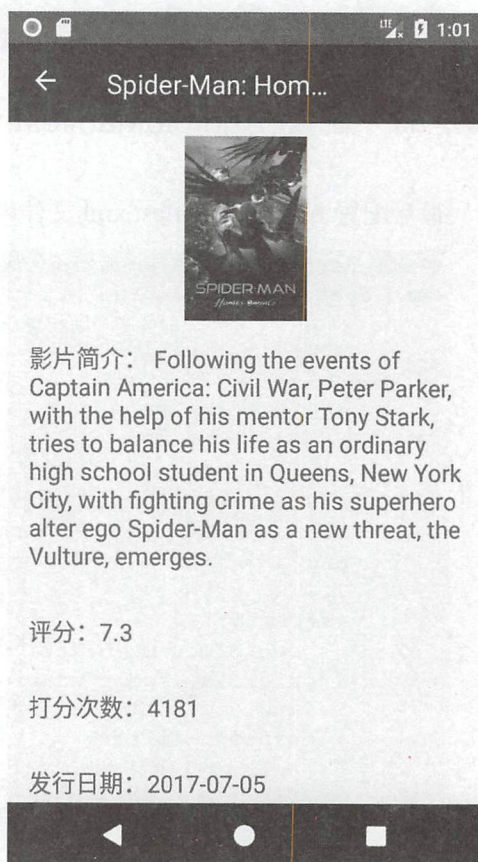 LTE 1:01
Spider-Man: Hom...
SPIDER-MAN
影片简介： Following the events of
Captain America: Civil War, Peter Parker,
with the help of his mentor Tony Stark,
tries to balance his life as an ordinary
high school student in Queens, New York
City, with fighting crime as his superhero
alter ego Spider-Man as a new threat, the
Vulture, emerges.
评分：7.3
打分次数：4181
发行日期：2017-07-05